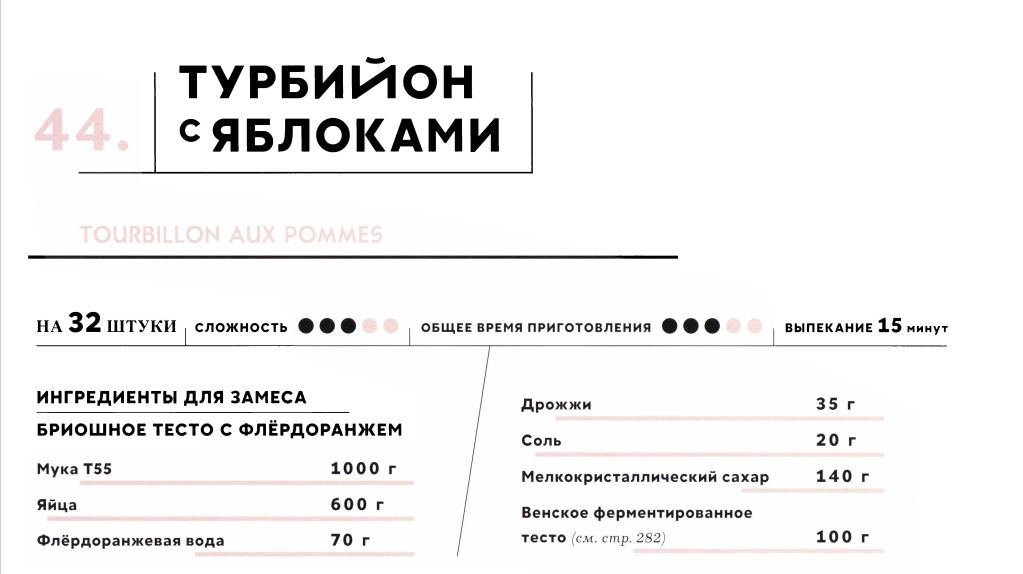 44.
ТУРБИЙОН
С ЯБЛОКАМИ
TOURBILLON AUX POMMES
НА 32 ШТУКИ СЛОЖНОСТЬ ОБЩЕЕ ВРЕМЯ ПРИГОТОВЛЕНИЯ ВЫПЕКАНИЕ 15 минут
ИНГРЕДИЕНТЫ ДЛЯ ЗАМЕСА
БРИОШНОЕ ТЕСТО С ФЛЁРДОРАНЖЕМ
Мука Т55 1000 г
Яйца 600 г
Флёрдоранжевая вода 70 г
Дрожжи 35 г
Соль 20 г
Мелкокристаллический сахар 140 г
Венское ферментированное
тесто (см. стр. 282) 100 г